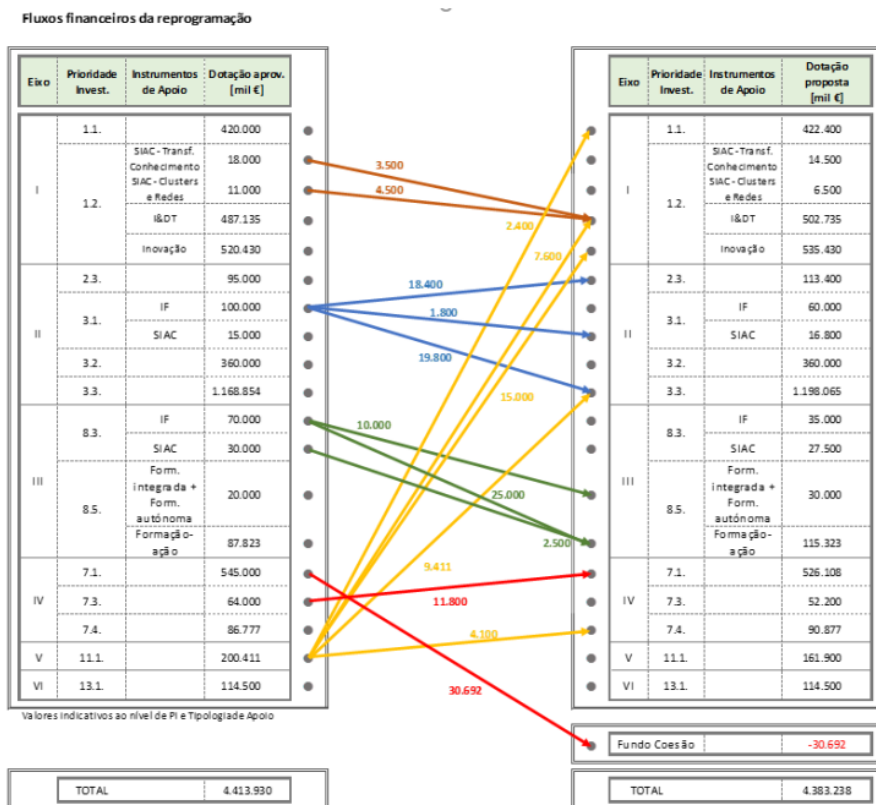 Fluxos financeiros da reprogramação
Eixo Prioridade Invest. Instrumentos de Apoio Dotação aprov. [mil €]
I 1.1. 420.000
1.2. SIAC-Transf. Conhecimento 18.000
SIAC-Clusters e Redes 11.000
I&DT 487.135
Inovação 520.430
II 2.3. 95.000
3.1. IF 100.000
SIAC 15.000
3.2. 360.000
3.3. 1.168.854
III 8.3. IF 70.000
SIAC 30.000
8.5. Form. integrada + Form. autónoma 20.000
Formação-ação 87.823
IV 7.1. 545.000
7.3. 64.000
7.4. 86.777
V 11.1. 200.411
VI 13.1. 114.500
Valores indicativos ao nível de PI e Tipologia de Apoio
TOTAL 4.413.930
3.500
4.500
2.400
7.600
18.400
1.800
19.800
15.000
10.000
25.000
2.500
9.411
11.800
4.100
30.692
Eixo Prioridade Invest. Instrumentos de Apoio Dotação proposta [mil €]
I 1.1. 422.400
1.2. SIAC-Transf. Conhecimento 14.500
SIAC-Clusters e Redes 6.500
I&DT 502.735
Inovação 535.430
II 2.3. 113.400
3.1. IF 60.000
SIAC 16.800
3.2. 360.000
3.3. 1.198.065
III 8.3. IF 35.000
SIAC 27.500
8.5. Form. integrada + Form. autónoma 30.000
Formação-ação 115.323
IV 7.1. 526.108
7.3. 52.200
7.4. 90.877
V 11.1. 161.900
VI 13.1. 114.500
Fundo Coesão -30.692
TOTAL 4.383.238